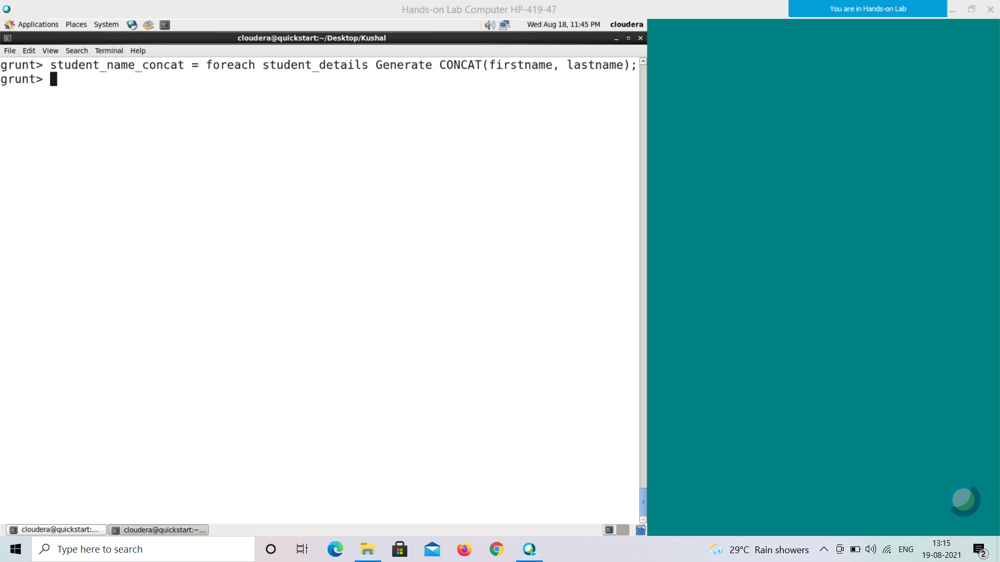 Hands-on Lab Computer HP-419-47
You are in Hands-on Lab
Applications Places System
Wed Aug 18, 11:45 PM cloudera
cloudera@quickstart:~/Desktop/Kushal
File Edit View Search Terminal Help
grunt> student_name_concat = foreach student_details Generate CONCAT(firstname, lastname);
grunt>
cloudera@quickstart:... cloudera@quickstart:~...
Type here to search
29°C Rain showers
ENG
13:15
19-08-2021
2